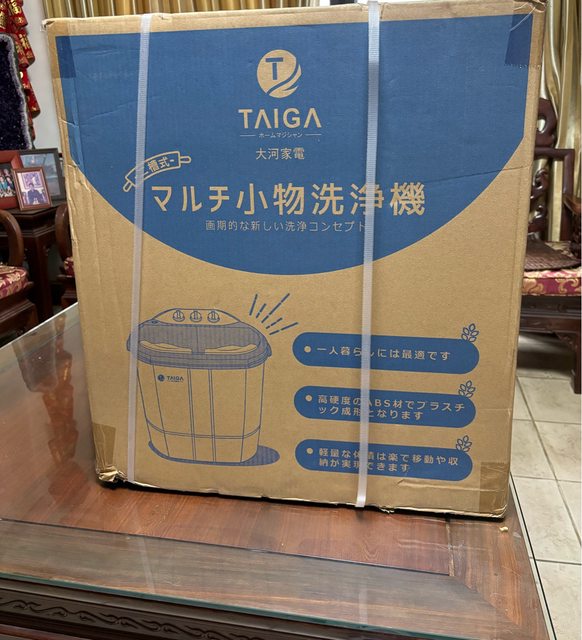 TAIGA
ホームマジシャン
大河家電
二槽式
マルチ小物洗浄機
画期的な新しい洗浄コンセプト
TAIGA
一人暮らしには最適です
高硬度のABS材でプラスチ
ック成形となります
軽量な体積は楽で移動や収
納が実現できます